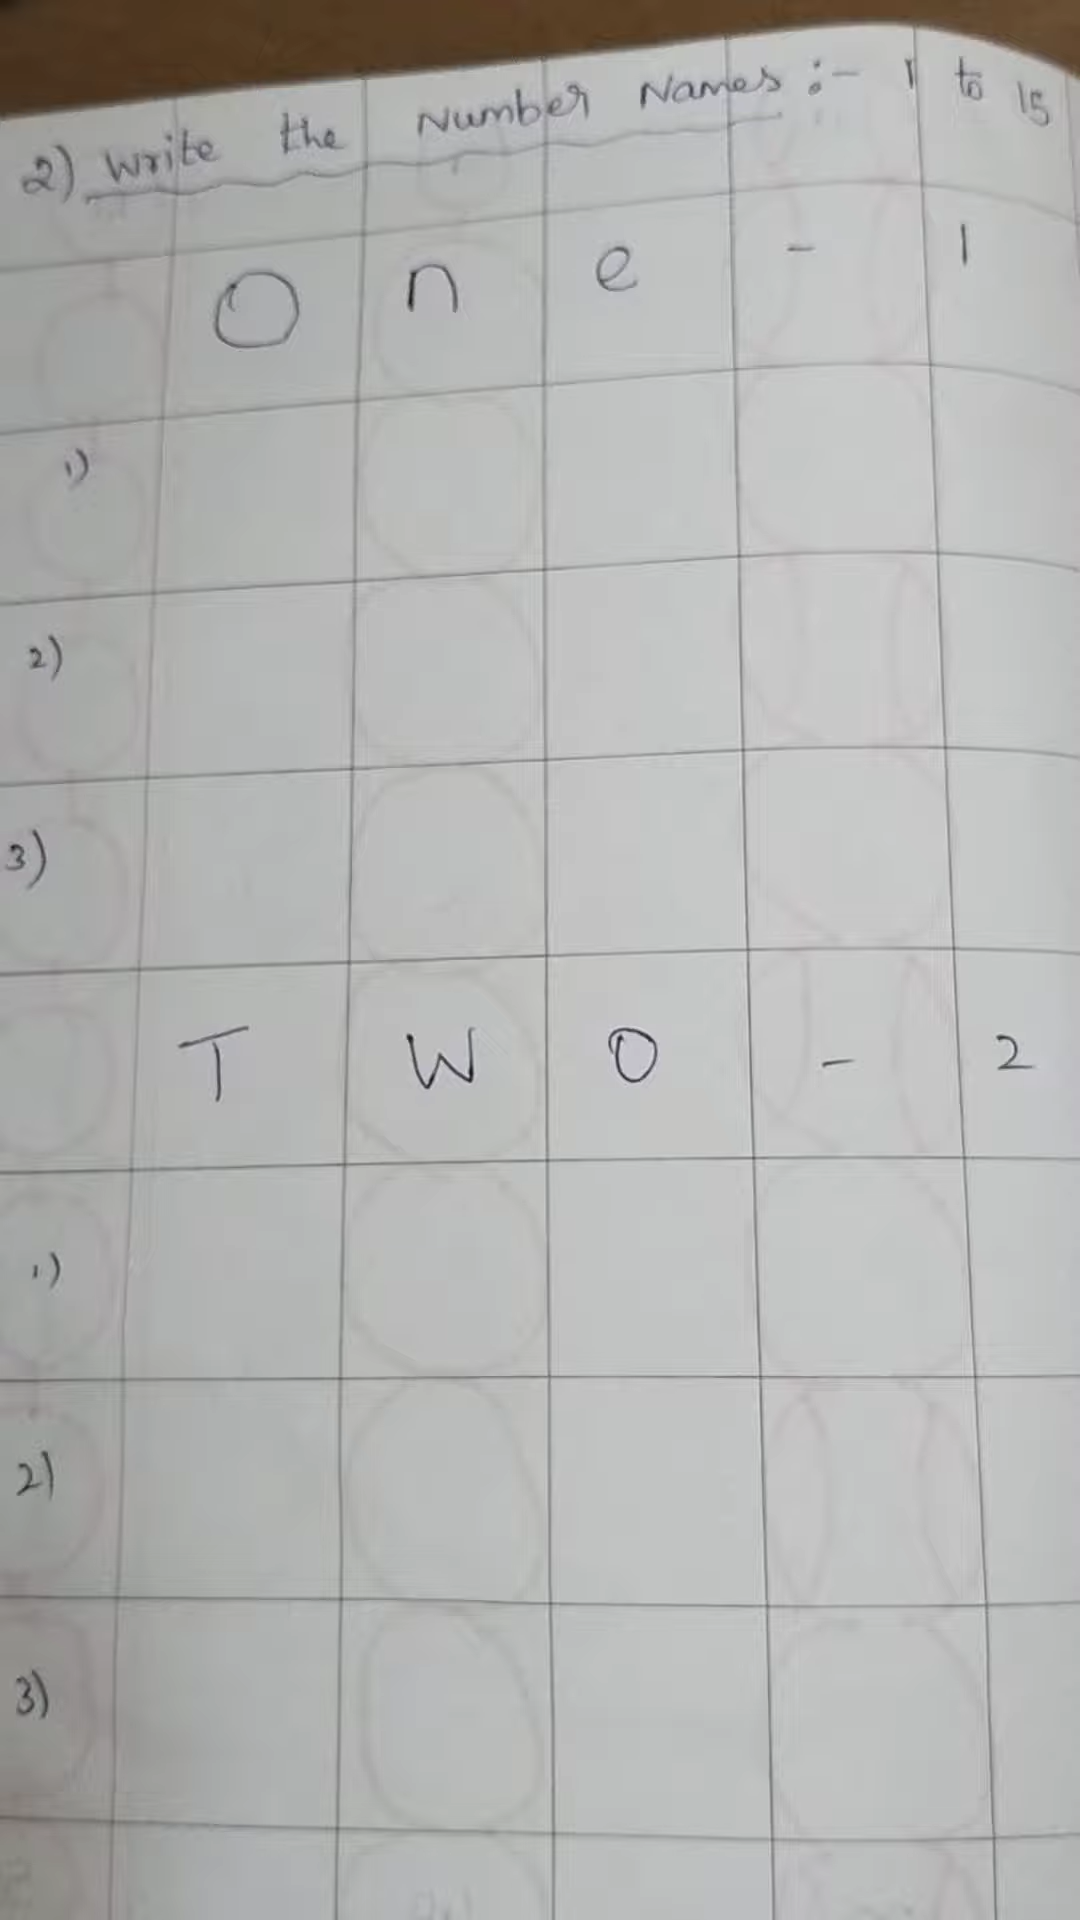 2) Write the Number Names :- 1 to 15
O n e - 1
1)
2)
3)
T W O - 2
1)
2)
3)